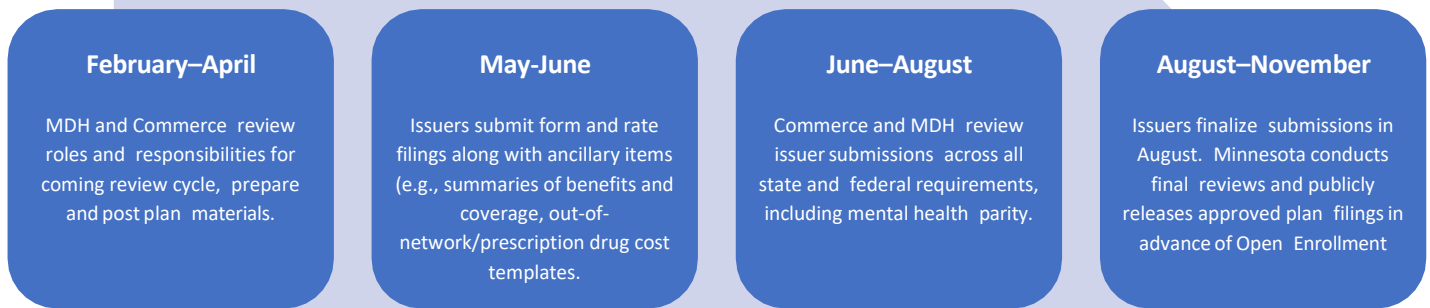 February–April
MDH and Commerce review
roles and responsibilities for
coming review cycle, prepare
and post plan materials.
May-June
Issuers submit form and rate
filings along with ancillary items
(e.g., summaries of benefits and
coverage, out-of-
network/prescription drug cost
templates.
June–August
Commerce and MDH review
issuer submissions across all
state and federal requirements,
including mental health parity.
August–November
Issuers finalize submissions in
August. Minnesota conducts
final reviews and publicly
releases approved plan filings in
advance of Open Enrollment